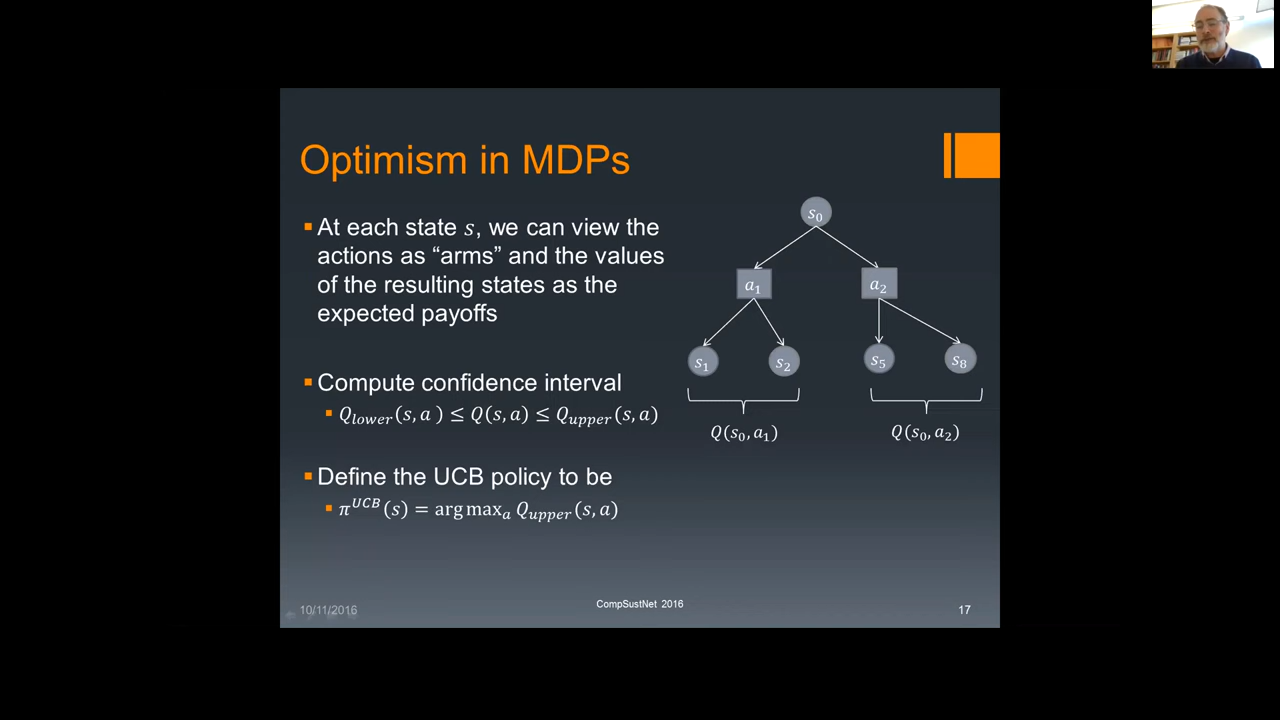 Optimism in MDPs
▪ At each state s, we can view the
actions as “arms” and the values
of the resulting states as the
expected payoffs
▪ Compute confidence interval
▪ Q_lower(s, a ) ≤ Q(s, a) ≤ Q_upper(s, a)
▪ Define the UCB policy to be
▪ π^UCB(s) = arg max_a Q_upper(s, a)
s₀
a₁ a₂
s₁ s₂ s₅ s₈
Q(s₀, a₁) Q(s₀, a₂)
10/11/2016 CompSustNet 2016 17